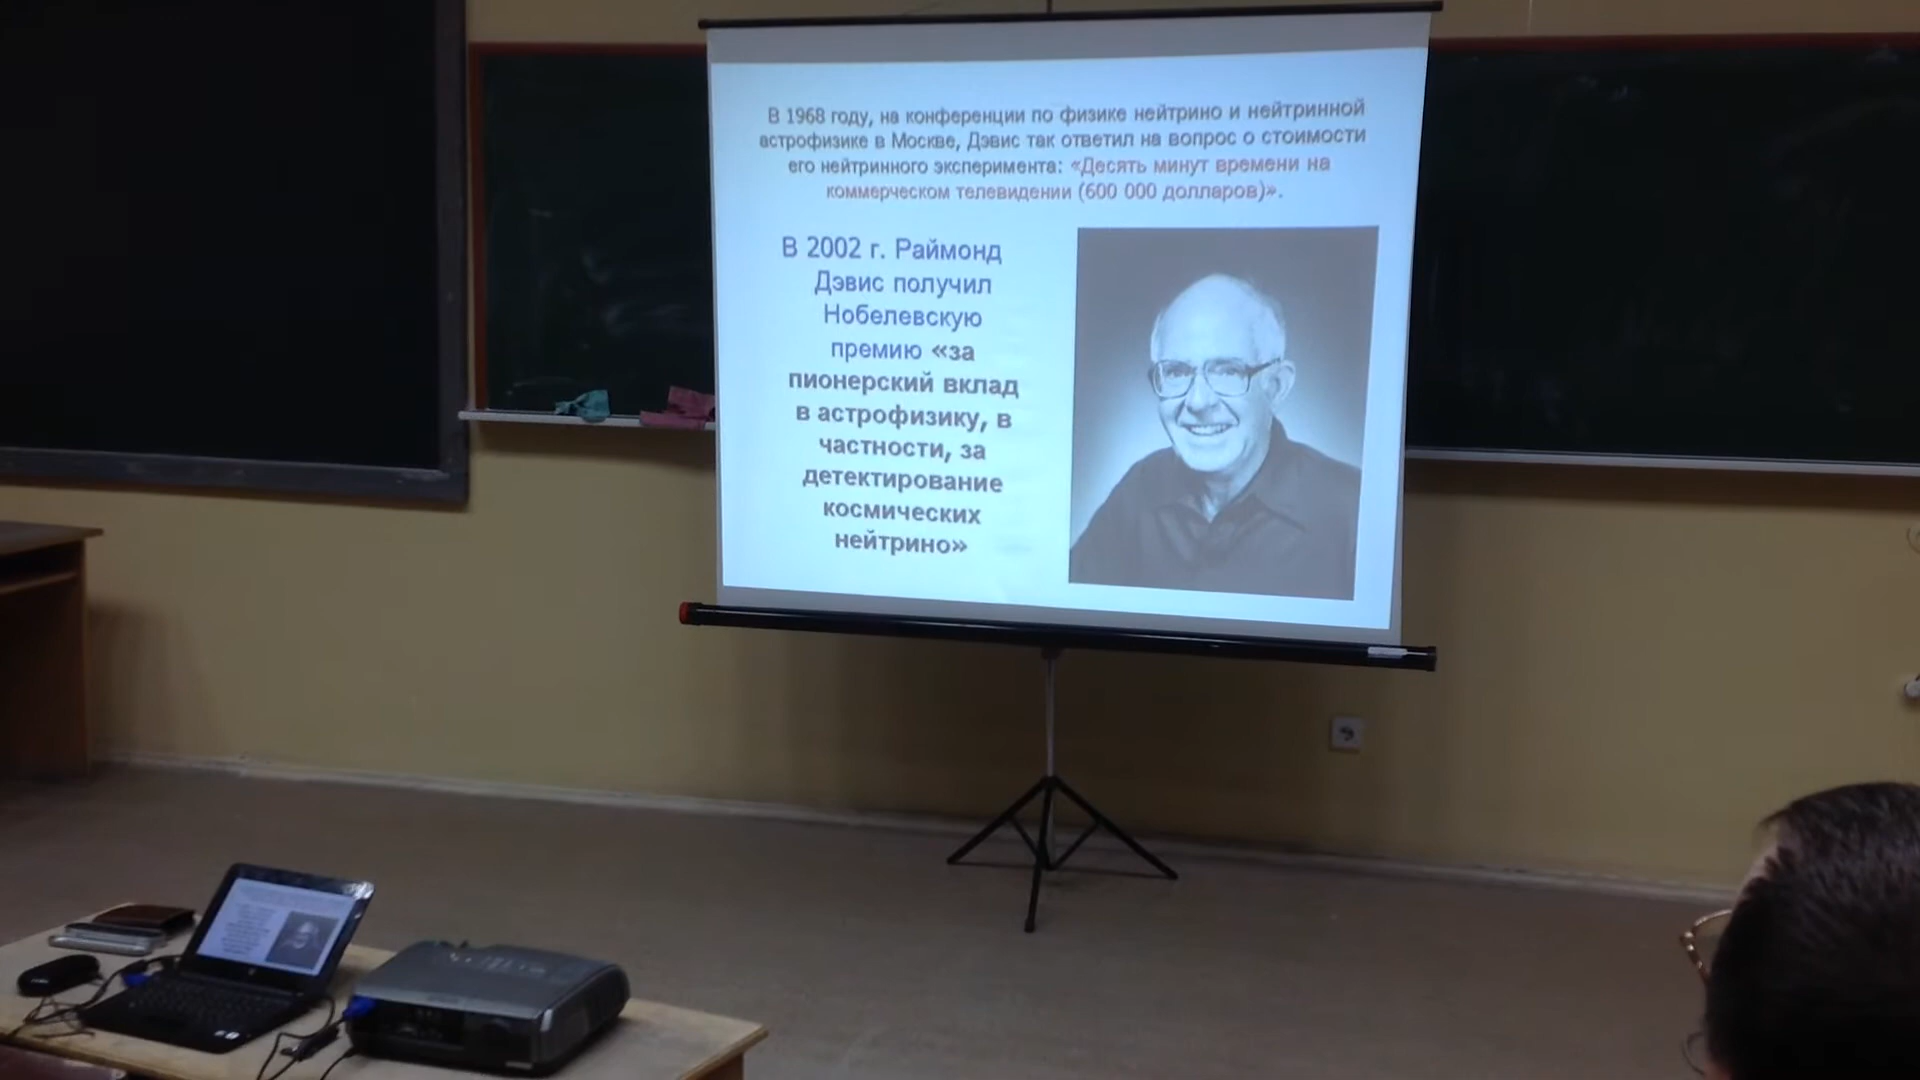 В 1968 году, на конференции по физике нейтрино и нейтринной
астрофизике в Москве, Дэвис так ответил на вопрос о стоимости
его нейтринного эксперимента: «Десять минут времени на
коммерческом телевидении (600 000 долларов)».
В 2002 г. Раймонд
Дэвис получил
Нобелевскую
премию «за
пионерский вклад
в астрофизику, в
частности, за
детектирование
космических
нейтрино»